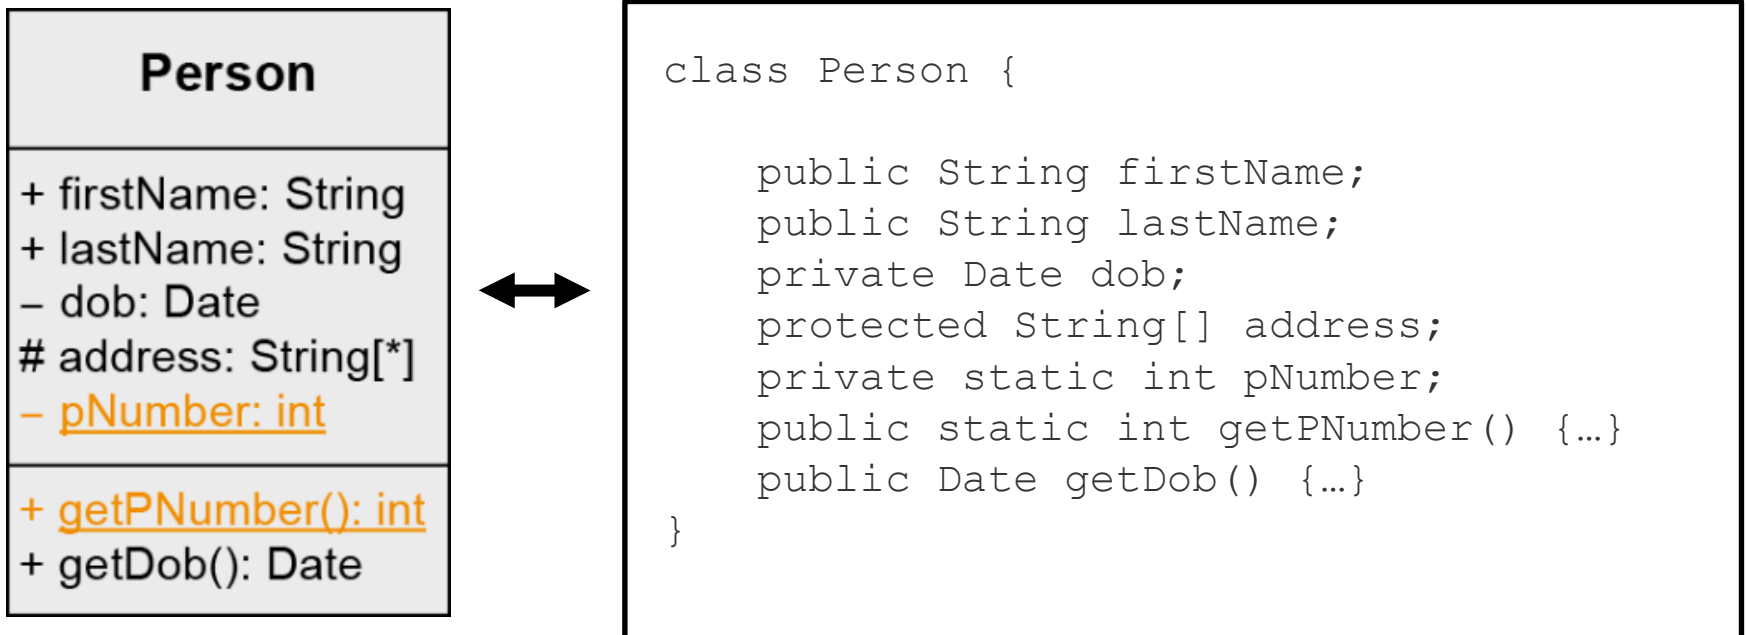 Person
+ firstName: String
+ lastName: String
– dob: Date
# address: String[*]
– pNumber: int
+ getPNumber(): int
+ getDob(): Date
class Person {
public String firstName;
public String lastName;
private Date dob;
protected String[] address;
private static int pNumber;
public static int getPNumber() {…}
public Date getDob() {…}
}